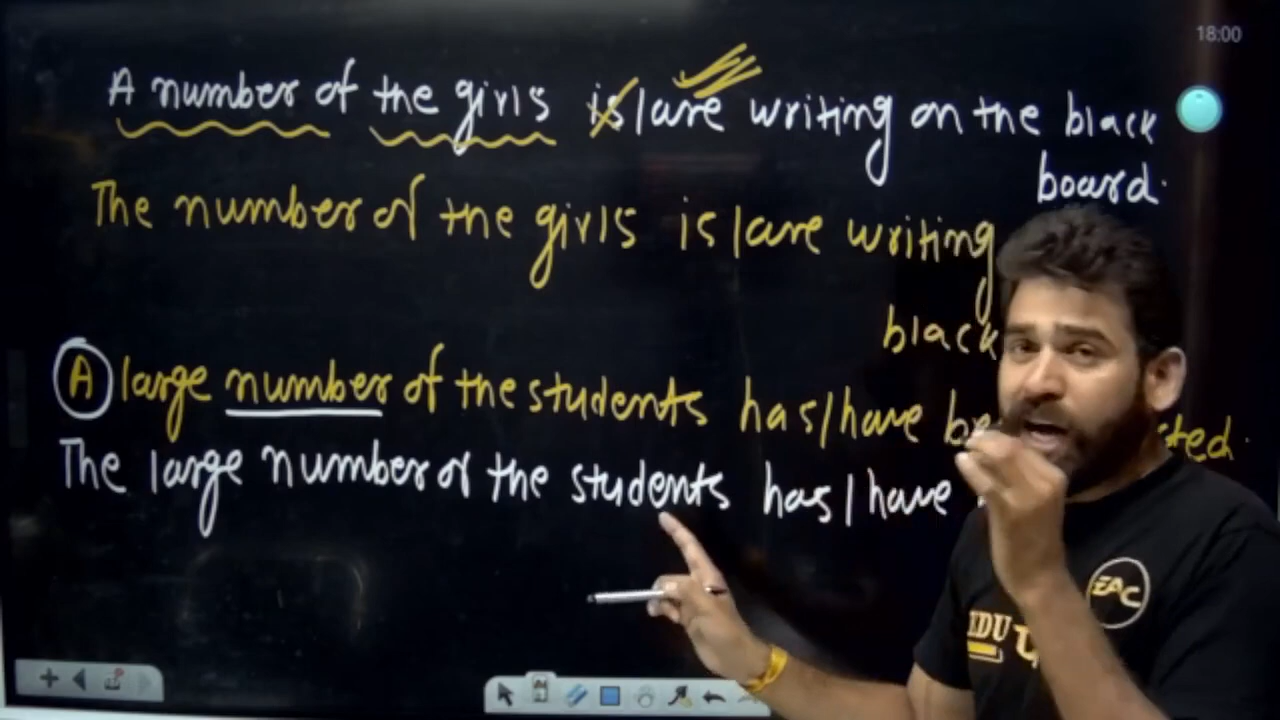 18:00
A number of the girls is/are writing on the black
board.
The number of the girls is/are writing
black
A large number of the students has/have
The large number of the students has/have
EAC
EDU